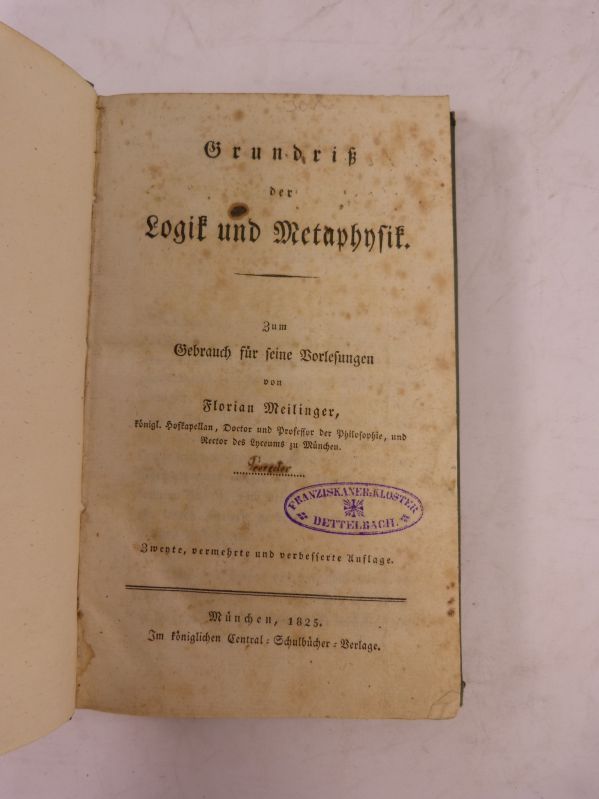 Grundriß
der
Logik und Metaphysik.
Zum
Gebrauch für seine Vorlesungen
von
Florian Meilinger,
königl. Hofkapellan, Doctor und Professor der Philosophie, und
Rector des Lyceums zu München.
FRANZISKANER-KLOSTER
DETTELBACH.
Zweyte, vermehrte und verbesserte Auflage.
München, 1825.
Im königlichen Central-Schulbücher-Verlage.